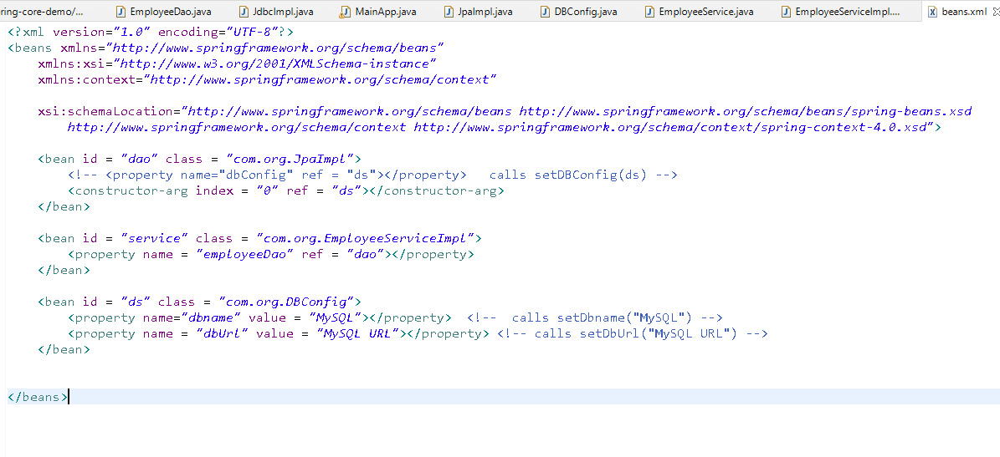 ring-core-demo/... EmployeeDao.java JdbcImpl.java MainApp.java JpaImpl.java DBConfig.java EmployeeService.java EmployeeServiceImpl.... beans.xml
<?xml version="1.0" encoding="UTF-8"?>
<beans xmlns="http://www.springframework.org/schema/beans"
xmlns:xsi="http://www.w3.org/2001/XMLSchema-instance"
xmlns:context="http://www.springframework.org/schema/context"
xsi:schemaLocation="http://www.springframework.org/schema/beans http://www.springframework.org/schema/beans/spring-beans.xsd
http://www.springframework.org/schema/context http://www.springframework.org/schema/context/spring-context-4.0.xsd">
<bean id = "dao" class = "com.org.JpaImpl">
<!-- <property name="dbConfig" ref = "ds"></property>   calls setDBConfig(ds) -->
<constructor-arg index = "0" ref = "ds"></constructor-arg>
</bean>
<bean id = "service" class = "com.org.EmployeeServiceImpl">
<property name = "employeeDao" ref = "dao"></property>
</bean>
<bean id = "ds" class = "com.org.DBConfig">
<property name="dbname" value = "MySQL"></property>  <!--  calls setDbname("MySQL") -->
<property name = "dbUrl" value = "MySQL URL"></property> <!-- calls setDbUrl("MySQL URL") -->
</bean>
</beans>